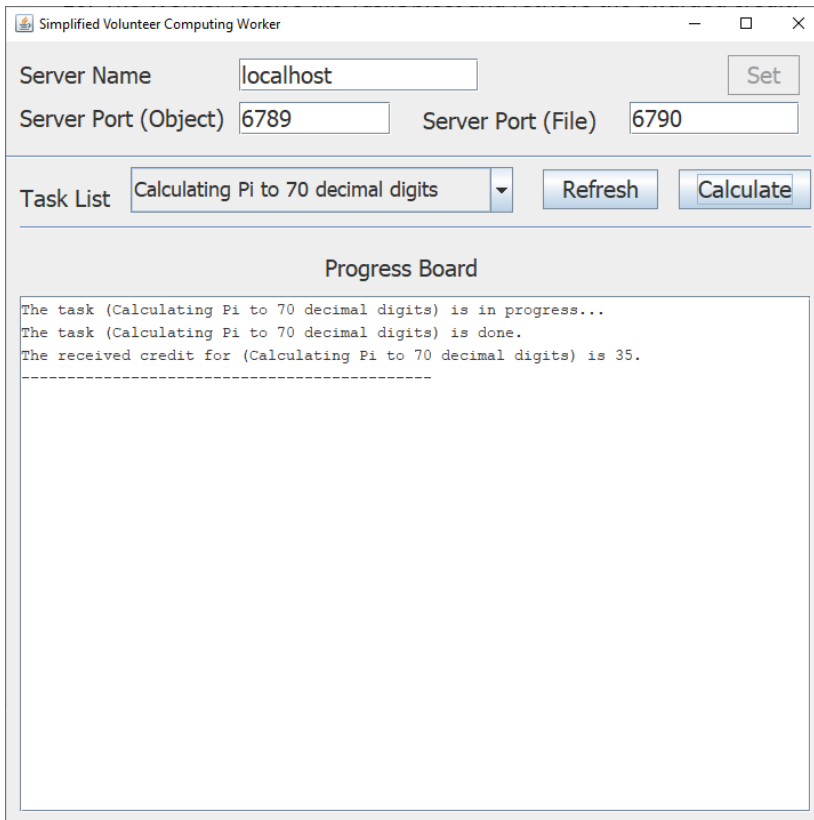 Simplified Volunteer Computing Worker
Server Name localhost Set
Server Port (Object) 6789 Server Port (File) 6790
Task List Calculating Pi to 70 decimal digits Refresh Calculate
Progress Board
The task (Calculating Pi to 70 decimal digits) is in progress...
The task (Calculating Pi to 70 decimal digits) is done.
The received credit for (Calculating Pi to 70 decimal digits) is 35.
---------------------------------------------